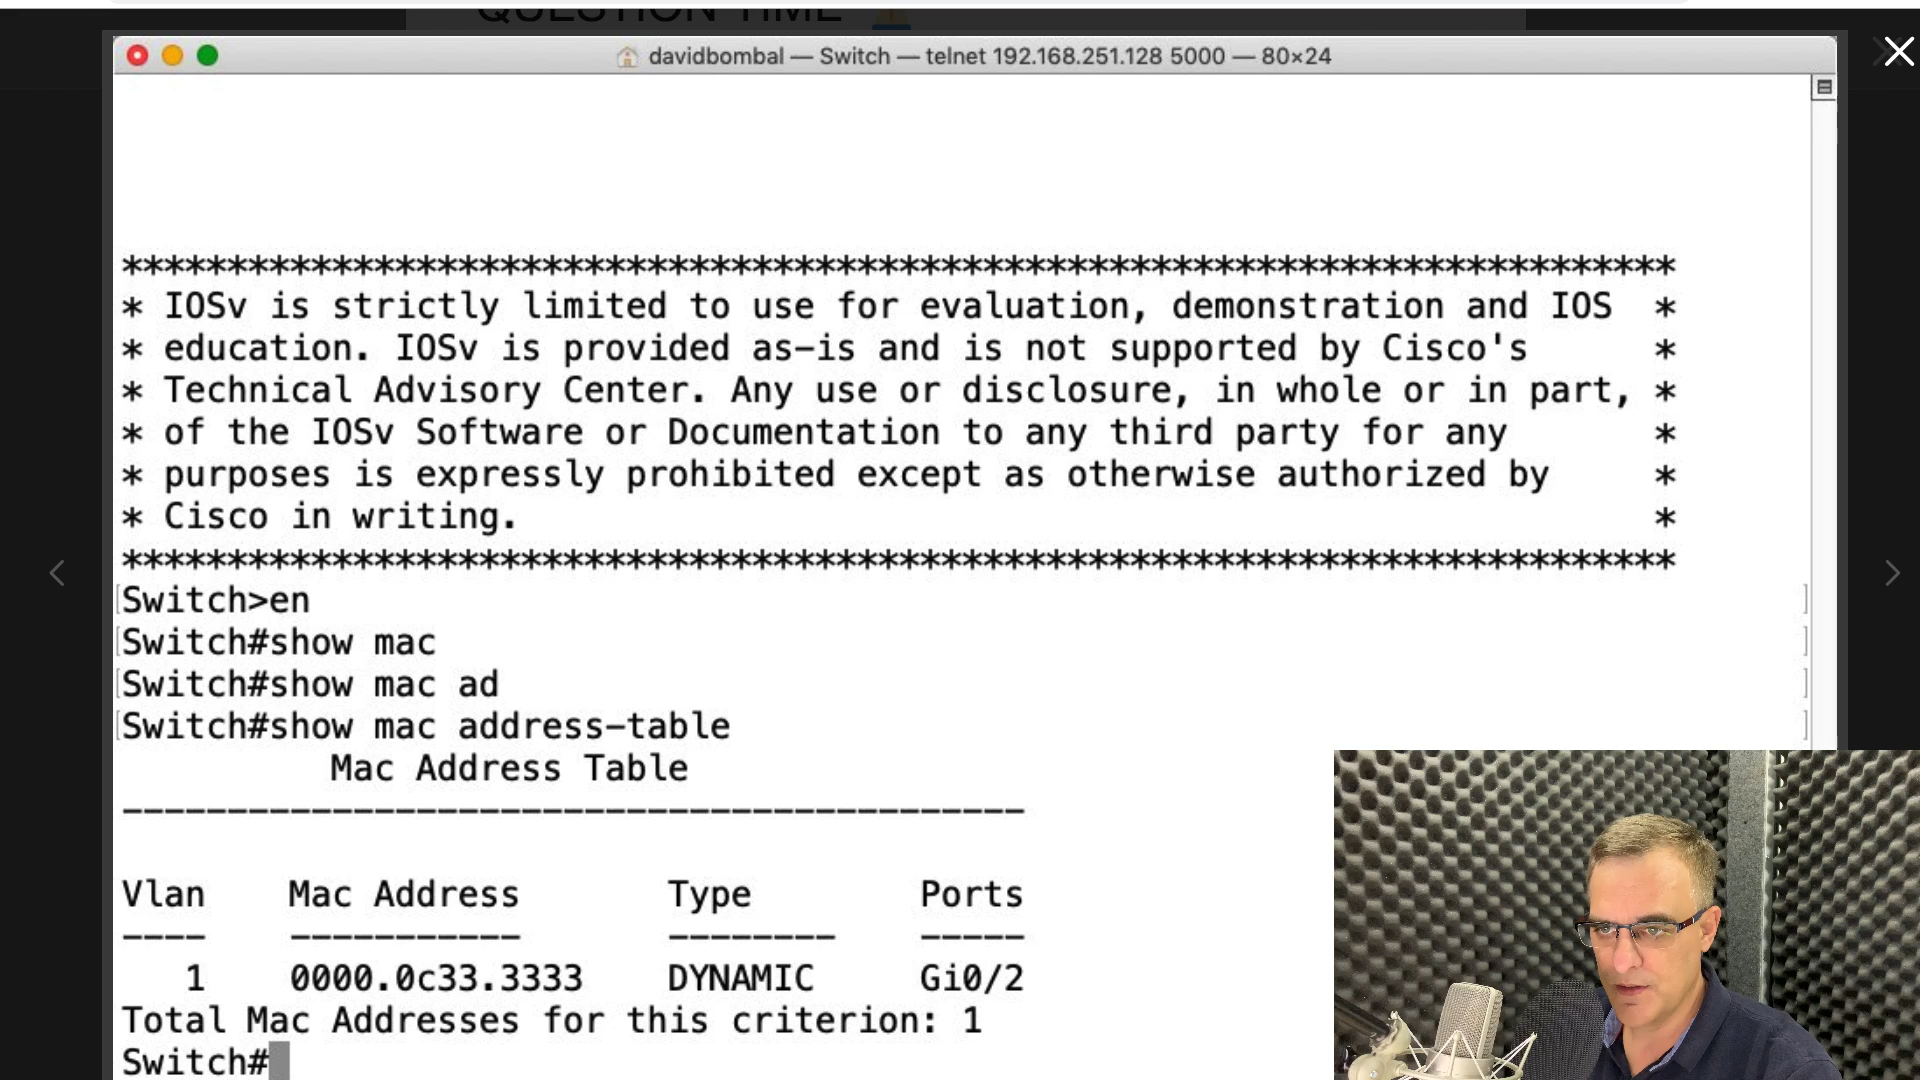 QUESTION TIME
davidbombal — Switch — telnet 192.168.251.128 5000 — 80×24
**************************************************************************
* IOSv is strictly limited to use for evaluation, demonstration and IOS  *
* education. IOSv is provided as-is and is not supported by Cisco's      *
* Technical Advisory Center. Any use or disclosure, in whole or in part, *
* of the IOSv Software or Documentation to any third party for any       *
* purposes is expressly prohibited except as otherwise authorized by     *
* Cisco in writing.                                                      *
**************************************************************************
Switch>en
Switch#show mac
Switch#show mac ad
Switch#show mac address-table
Mac Address Table
-------------------------------------------
Vlan    Mac Address       Type        Ports
----    -----------       --------    -----
1    0000.0c33.3333    DYNAMIC     Gi0/2
Total Mac Addresses for this criterion: 1
Switch#